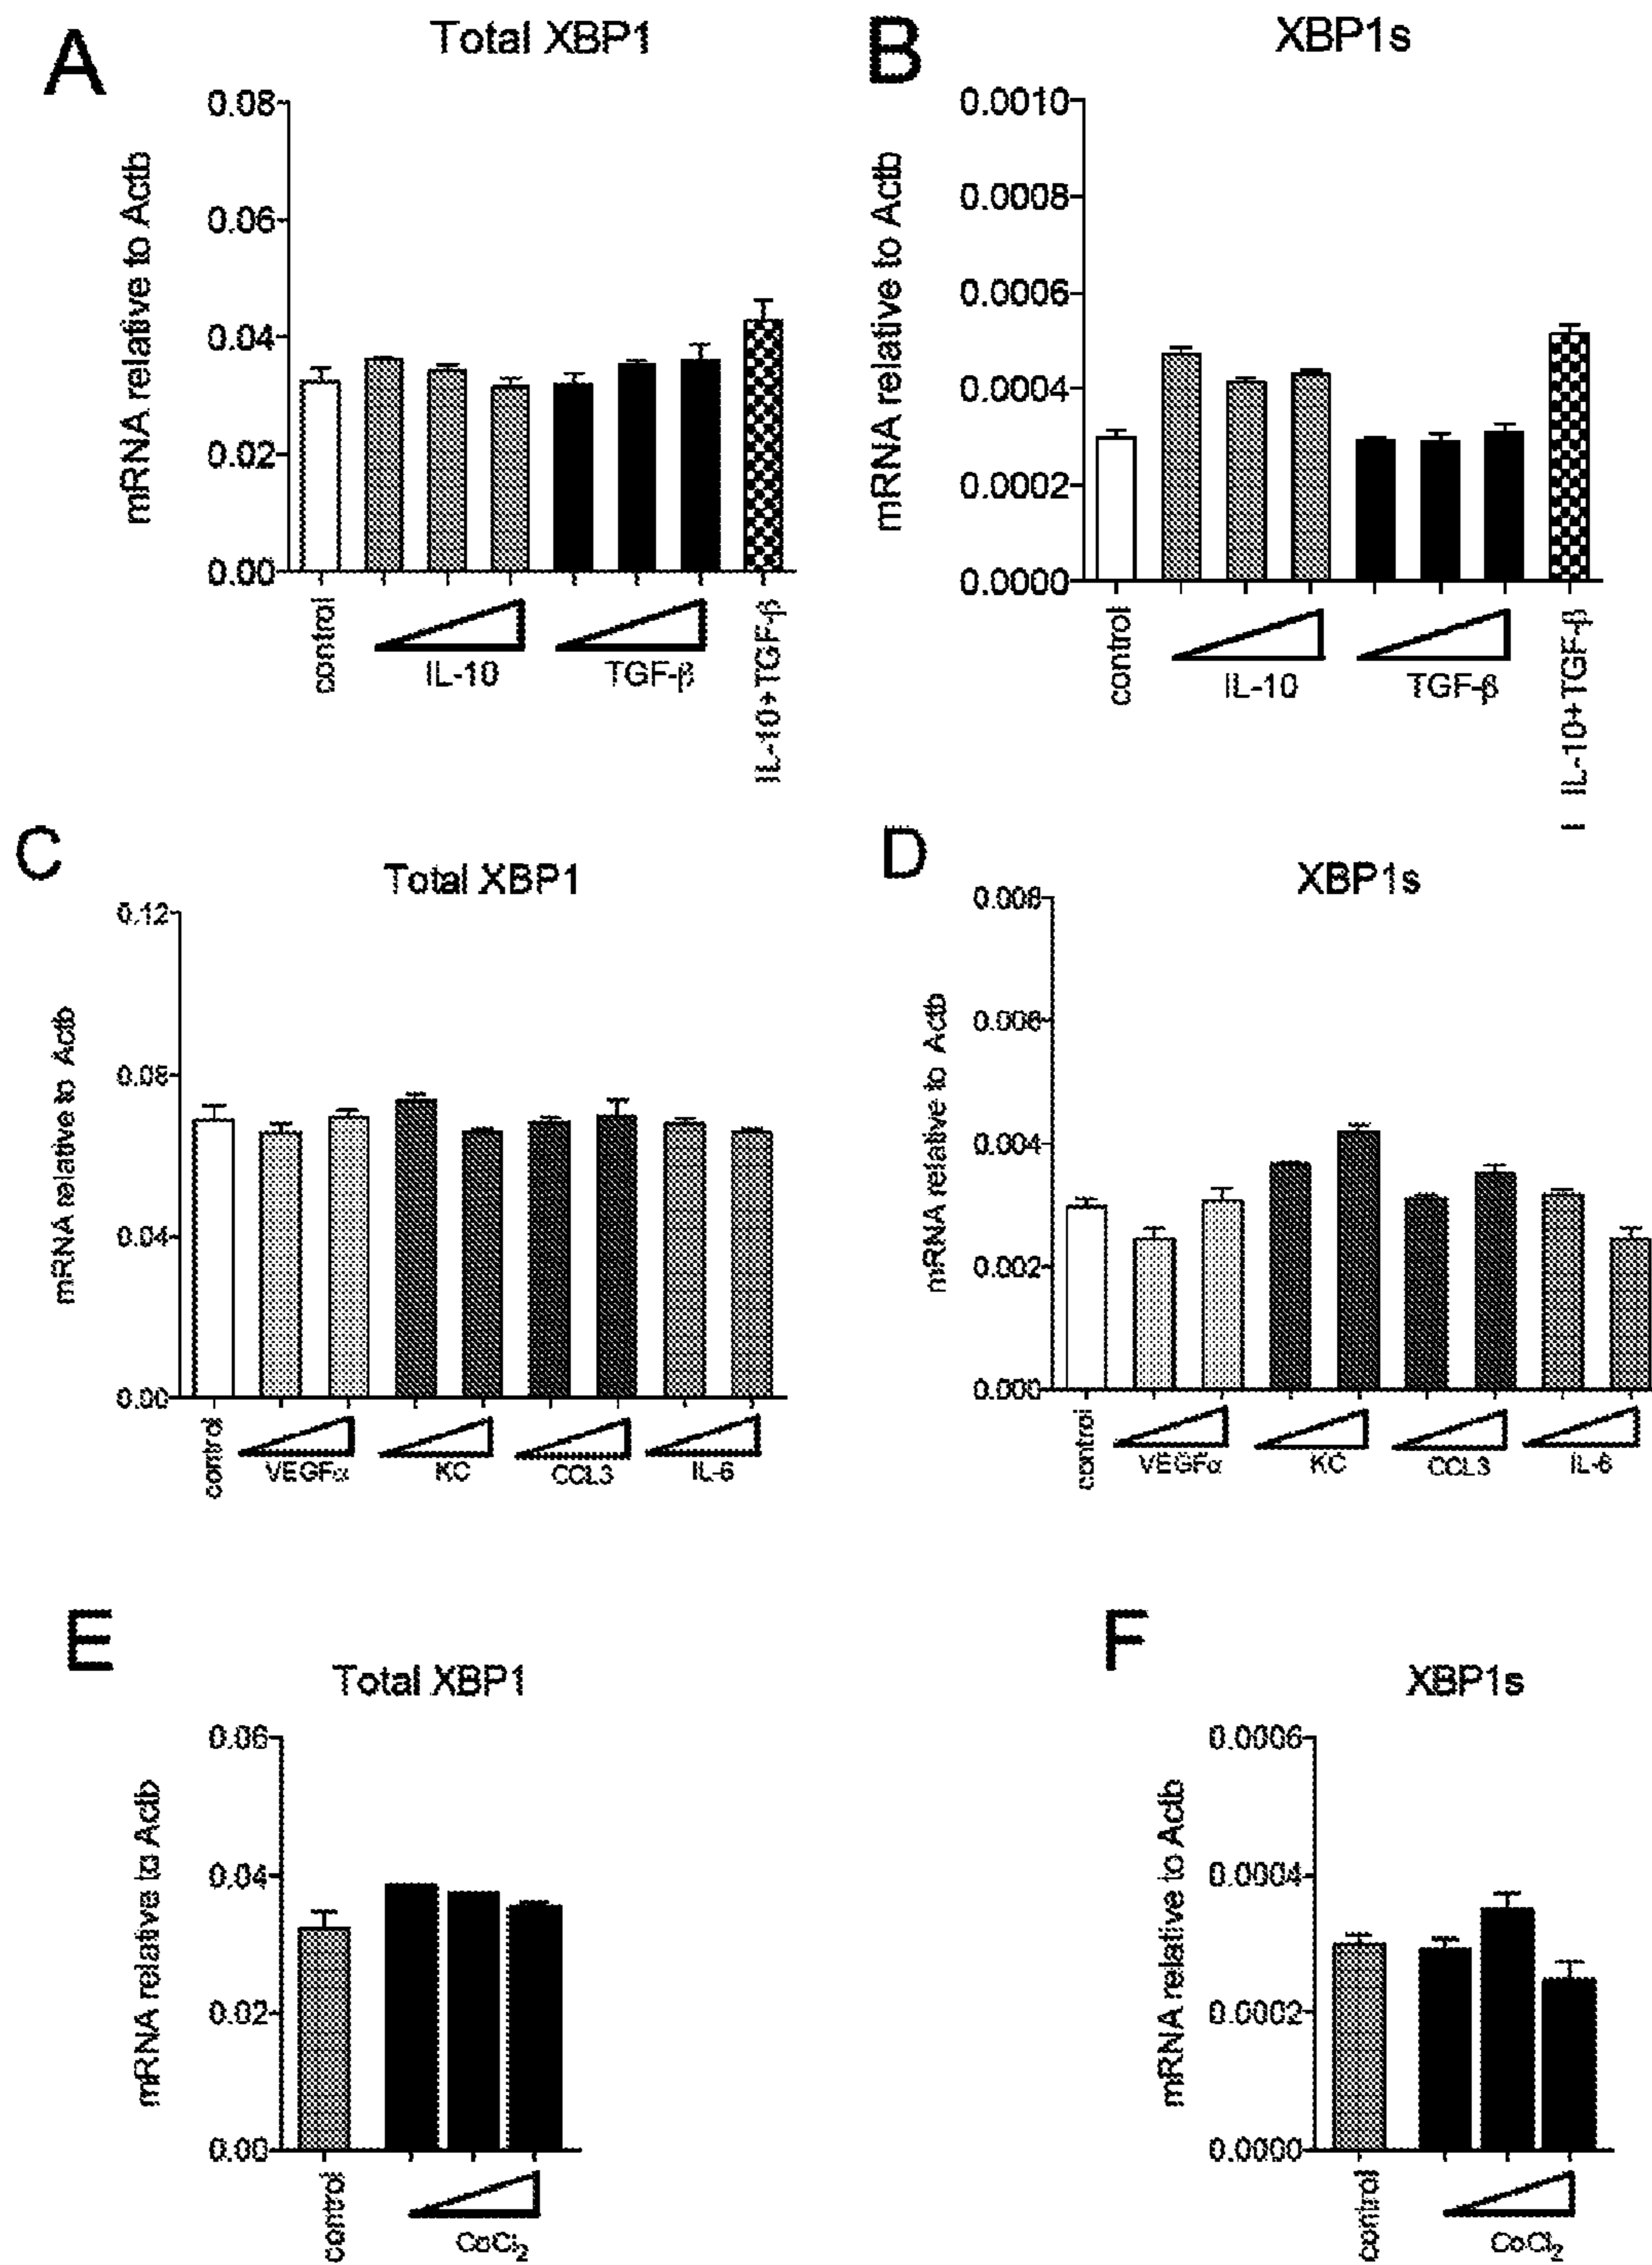 A
Total XBP1
mRNA relative to Actb
0.08
0.06
0.04
0.02
0.00
control
IL-10
TGF-β
IL-10+TGF-β
B
XBP1s
mRNA relative to Actb
0.0010
0.0008
0.0006
0.0004
0.0002
0.0000
control
IL-10
TGF-β
IL-10+TGF-β
C
Total XBP1
mRNA relative to Actb
0.12
0.08
0.04
0.00
control
VEGFα
KC
CCL3
IL-6
D
XBP1s
mRNA relative to Actb
0.008
0.006
0.004
0.002
0.000
control
VEGFα
KC
CCL3
IL-6
E
Total XBP1
mRNA relative to Actb
0.06
0.04
0.02
0.00
control
CoCl₂
F
XBP1s
mRNA relative to Actb
0.0006
0.0004
0.0002
0.0000
control
CoCl₂